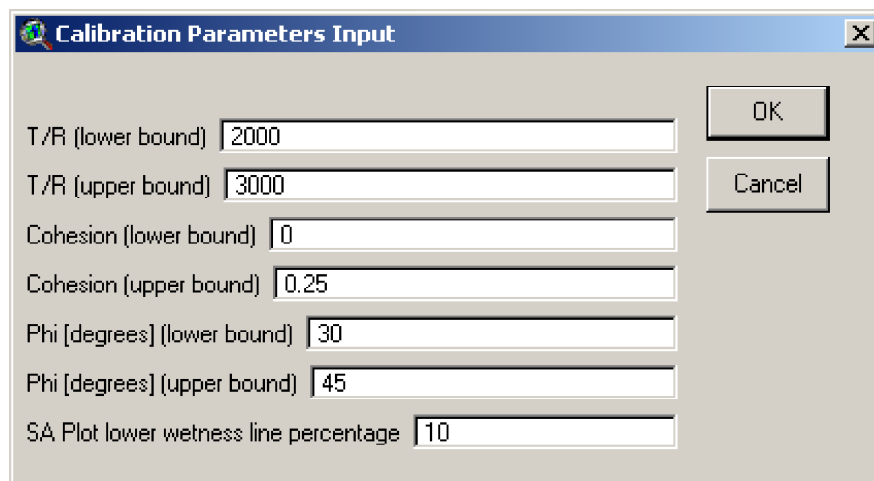 Calibration Parameters Input
OK
T/R (lower bound) 2000
T/R (upper bound) 3000
Cancel
Cohesion (lower bound) 0
Cohesion (upper bound) 0.25
Phi [degrees] (lower bound) 30
Phi [degrees] (upper bound) 45
SA Plot lower wetness line percentage 10